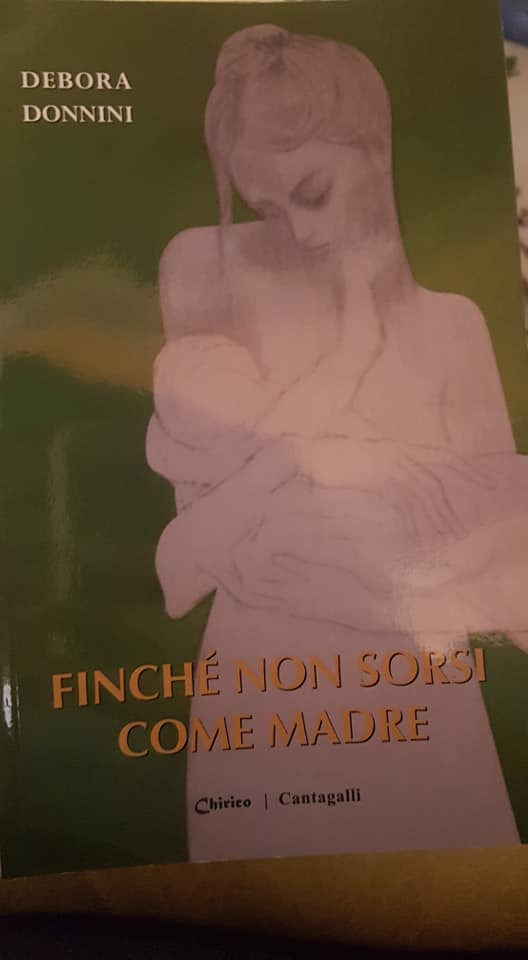 DEBORA
DONNINI
FINCHÉ NON SORSI
COME MADRE
Chirico | Cantagalli